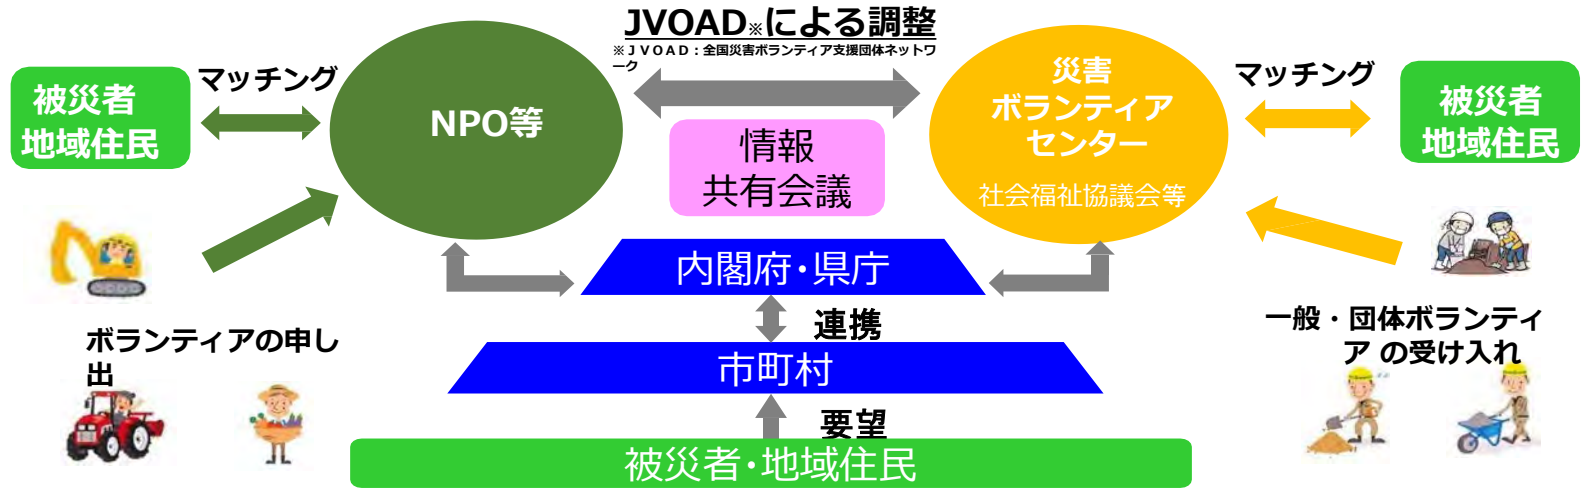 JVOAD※による調整
※ＪＶＯＡＤ：全国災害ボランティア支援団体ネットワ
ーク
マッチング
被災者
地域住民
NPO等
情報
共有会議
災害
ボランティア
センター
社会福祉協議会等
マッチング
被災者
地域住民
内閣府･県庁
連携
ボランティアの申し
出
一般・団体ボランティ
ア の受け入れ
市町村
要望
被災者･地域住民